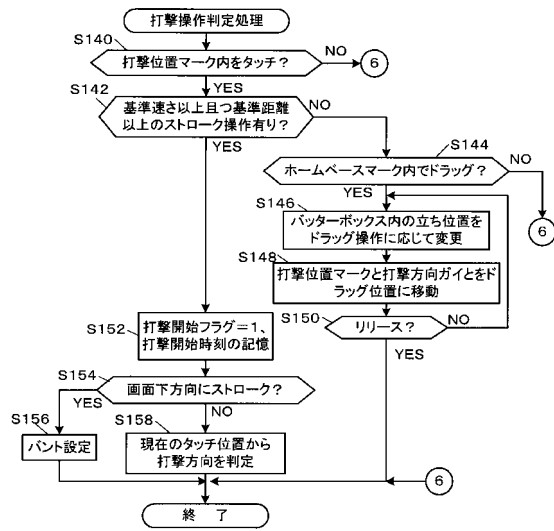 打撃操作判定処理
S140
打撃位置マーク内をタッチ?
NO
6
YES
S142
基準速さ以上且つ基準距離
以上のストローク操作有り?
NO
YES
S144
ホームベースマーク内でドラッグ?
NO
YES
6
S146
バッターボックス内の立ち位置を
ドラッグ操作に応じて変更
S148
打撃位置マークと打撃方向ガイとをド
ラッグ位置に移動
S150
リリース?
NO
YES
S152
打撃開始フラグ=1、
打撃開始時刻の記憶
S154
画面下方向にストローク?
YES
NO
S156
バント設定
S158
現在のタッチ位置から
打撃方向を判定
6
終 了